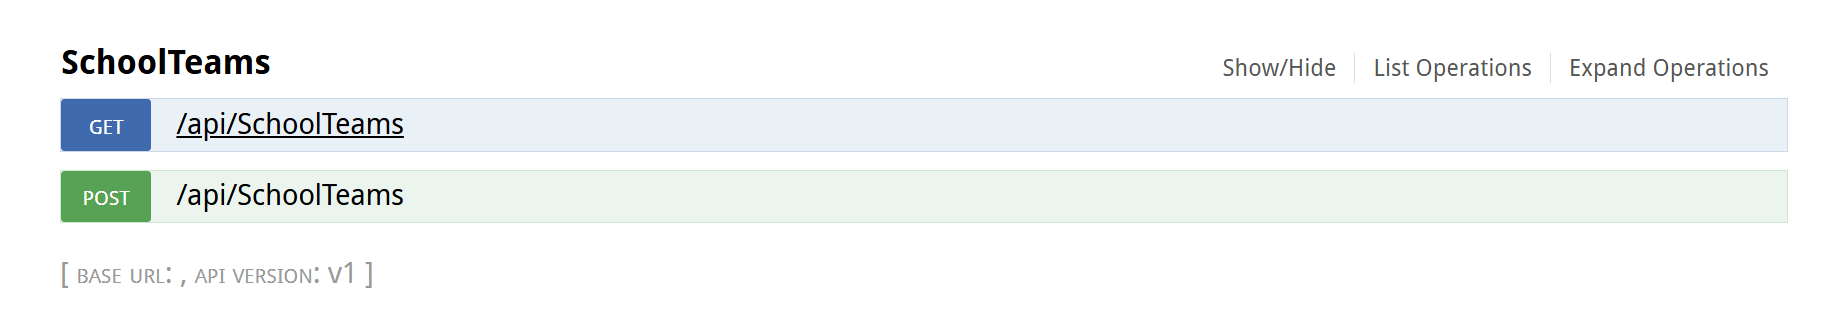 SchoolTeams
Show/Hide
List Operations
Expand Operations
GET /api/SchoolTeams
POST /api/SchoolTeams
[ BASE URL: , API VERSION: v1 ]